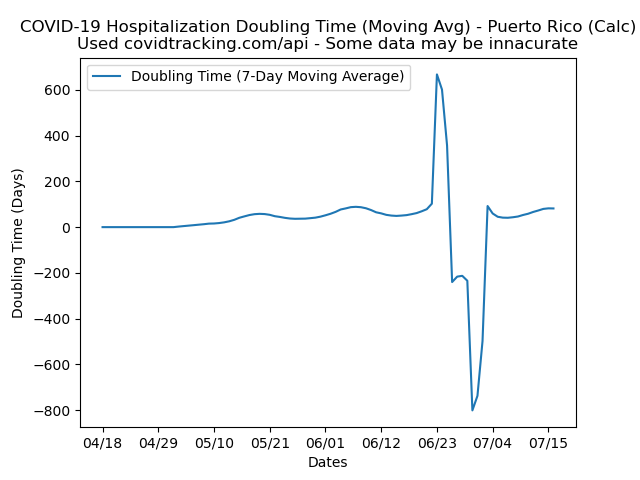 COVID-19 Hospitalization Doubling Time (Moving Avg) - Puerto Rico (Calc)
Used covidtracking.com/api - Some data may be innacurate
Doubling Time (7-Day Moving Average)
Doubling Time (Days)
600
400
200
0
−200
−400
−600
−800
04/18 04/29 05/10 05/21 06/01 06/12 06/23 07/04 07/15
Dates